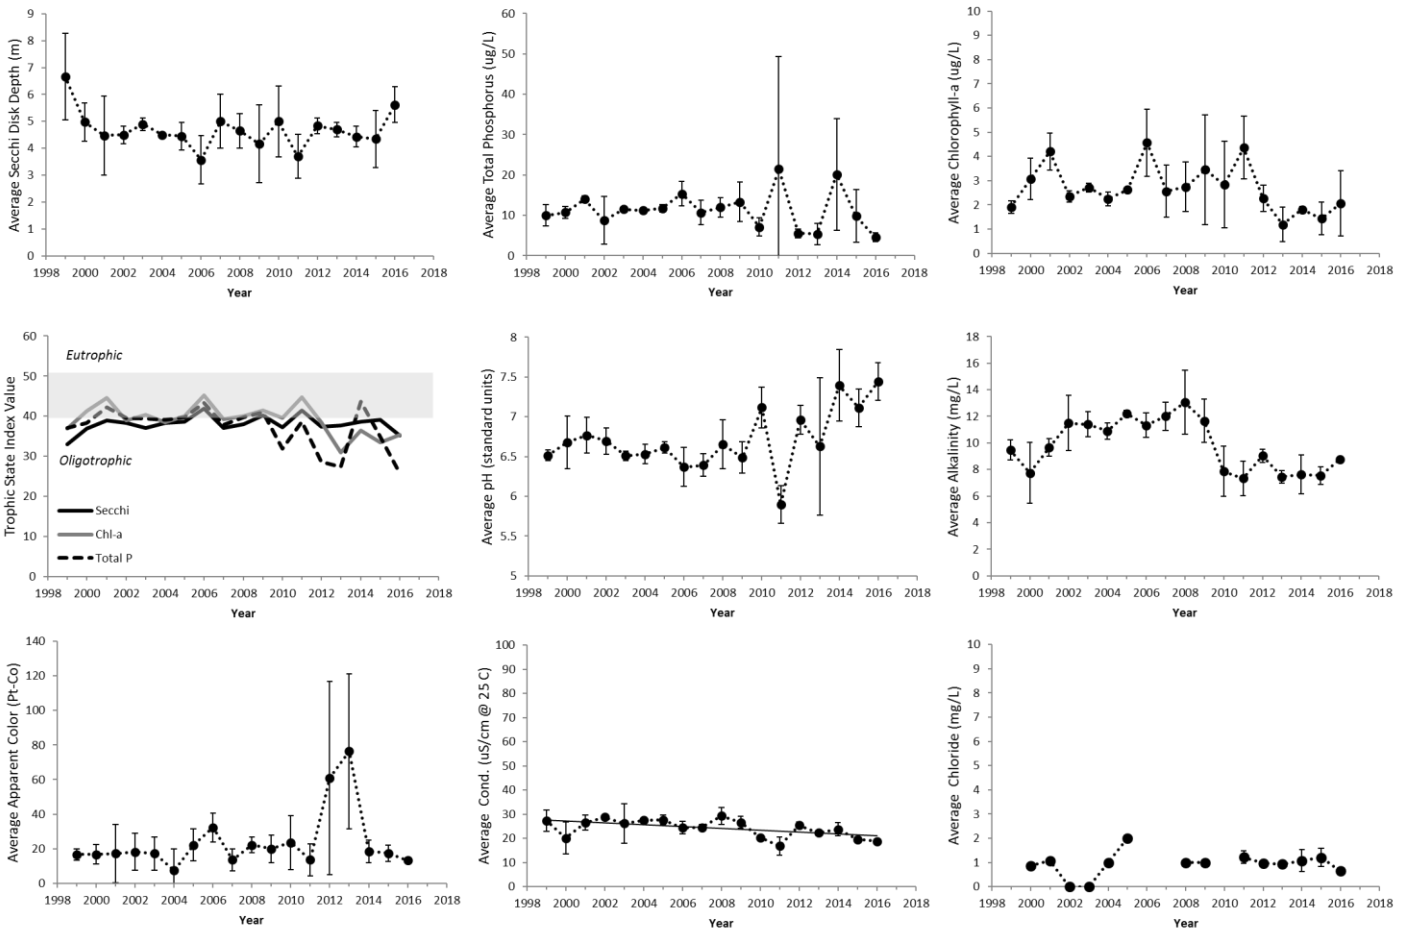 Average Secchi Disk Depth (m)
9
8
7
6
5
4
3
2
1
0
1998 2000 2002 2004 2006 2008 2010 2012 2014 2016 2018
Year
Average Total Phosphorus (ug/L)
60
50
40
30
20
10
0
1998 2000 2002 2004 2006 2008 2010 2012 2014 2016 2018
Year
Average Chlorophyll-a (ug/L)
10
9
8
7
6
5
4
3
2
1
0
1998 2000 2002 2004 2006 2008 2010 2012 2014 2016 2018
Year
Trophic State Index Value
60
50
40
30
20
10
0
Eutrophic
Oligotrophic
Secchi
Chl-a
Total P
1998 2000 2002 2004 2006 2008 2010 2012 2014 2016 2018
Year
Average pH (standard units)
8
7.5
7
6.5
6
5.5
5
1998 2000 2002 2004 2006 2008 2010 2012 2014 2016 2018
Year
Average Alkalinity (mg/L)
18
16
14
12
10
8
6
4
2
0
1998 2000 2002 2004 2006 2008 2010 2012 2014 2016 2018
Year
Average Apparent Color (Pt-Co)
140
120
100
80
60
40
20
0
1998 2000 2002 2004 2006 2008 2010 2012 2014 2016 2018
Year
Average Cond. (uS/cm @ 25 C)
100
90
80
70
60
50
40
30
20
10
0
1998 2000 2002 2004 2006 2008 2010 2012 2014 2016 2018
Year
Average Chloride (mg/L)
10
9
8
7
6
5
4
3
2
1
0
1998 2000 2002 2004 2006 2008 2010 2012 2014 2016 2018
Year